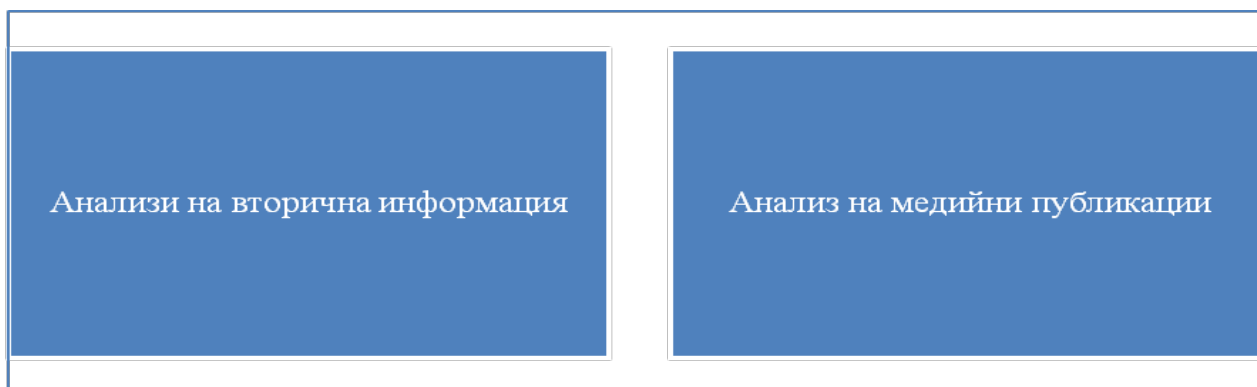 Анализи на вторична информация
Анализ на медийни публикации